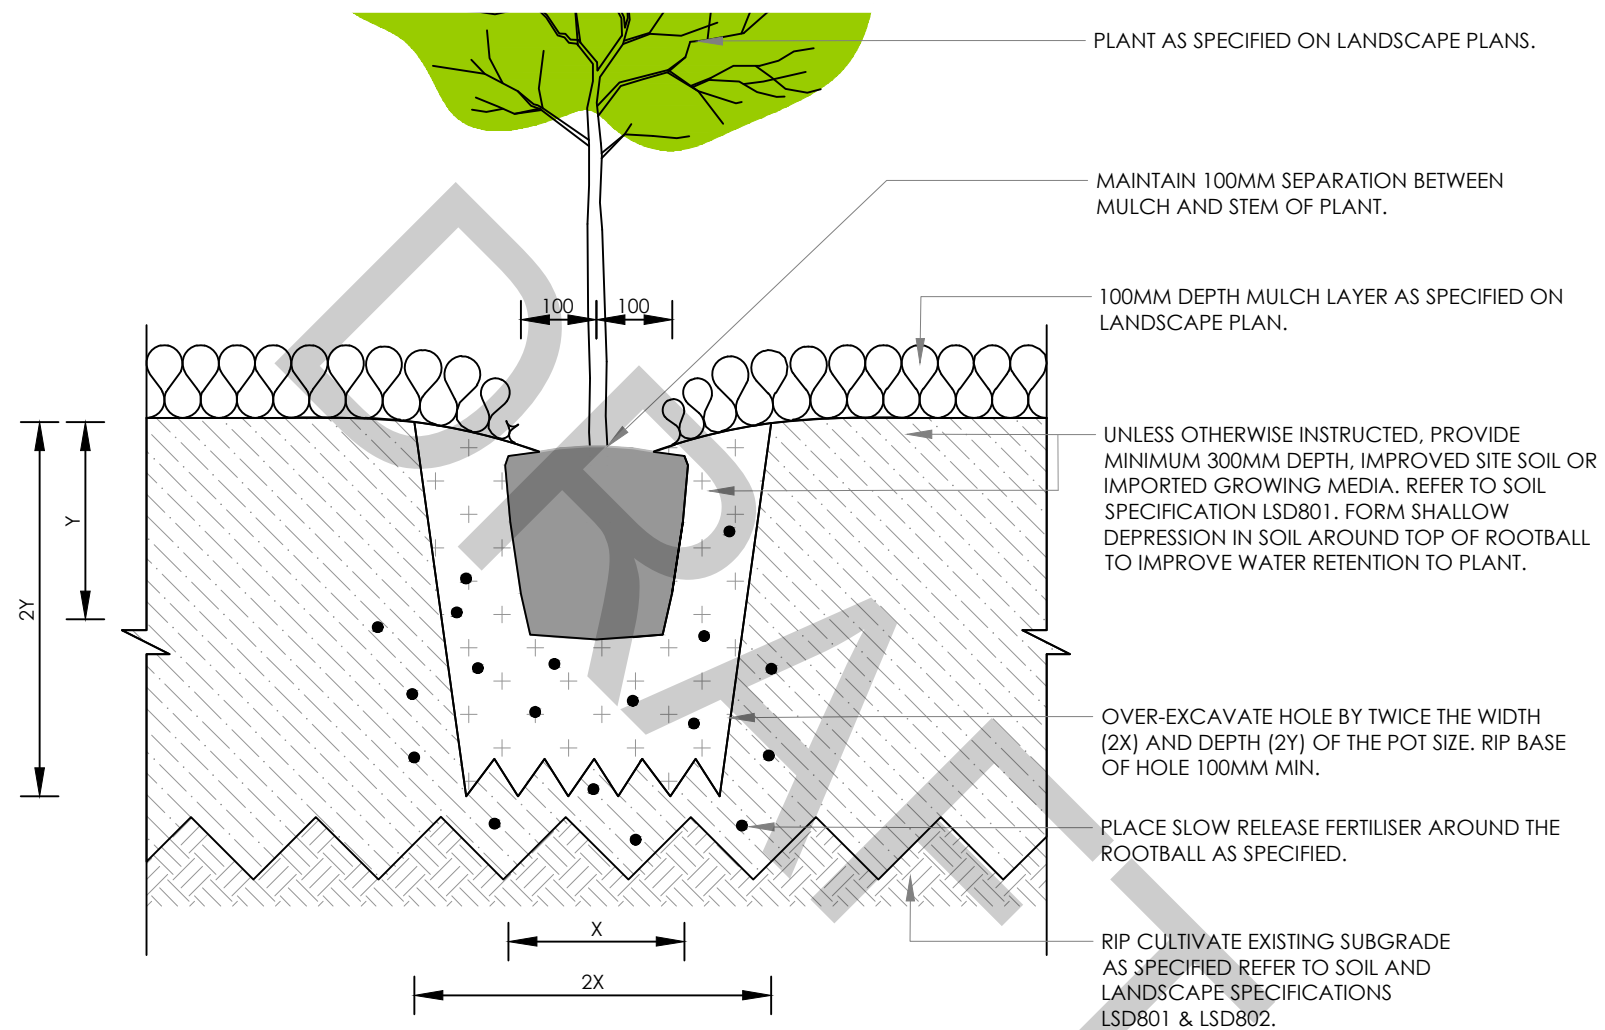 PLANT AS SPECIFIED ON LANDSCAPE PLANS.
MAINTAIN 100MM SEPARATION BETWEEN
MULCH AND STEM OF PLANT.
100MM DEPTH MULCH LAYER AS SPECIFIED ON
LANDSCAPE PLAN.
100
100
UNLESS OTHERWISE INSTRUCTED, PROVIDE
MINIMUM 300MM DEPTH, IMPROVED SITE SOIL OR
IMPORTED GROWING MEDIA. REFER TO SOIL
SPECIFICATION LSD801. FORM SHALLOW
DEPRESSION IN SOIL AROUND TOP OF ROOTBALL
TO IMPROVE WATER RETENTION TO PLANT.
Y
2Y
OVER-EXCAVATE HOLE BY TWICE THE WIDTH
(2X) AND DEPTH (2Y) OF THE POT SIZE. RIP BASE
OF HOLE 100MM MIN.
PLACE SLOW RELEASE FERTILISER AROUND THE
ROOTBALL AS SPECIFIED.
X
2X
RIP CULTIVATE EXISTING SUBGRADE
AS SPECIFIED REFER TO SOIL AND
LANDSCAPE SPECIFICATIONS
LSD801 & LSD802.
DRAFT